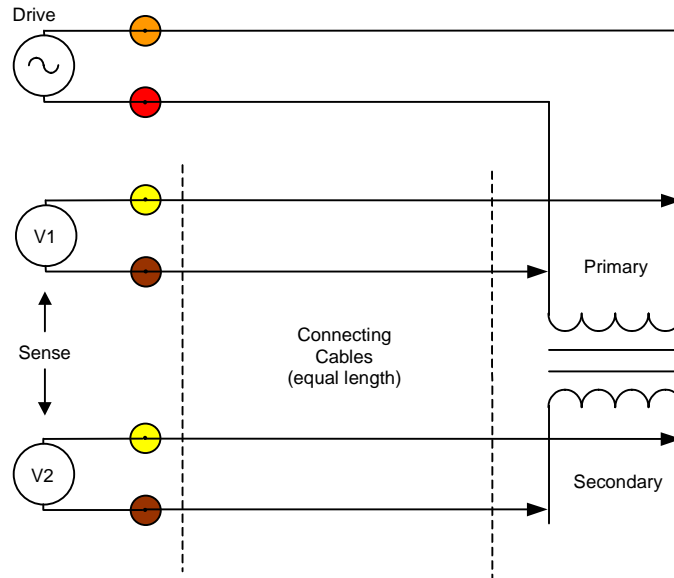 Drive
V1
Primary
Connecting
Cables
(equal length)
Sense
V2
Secondary